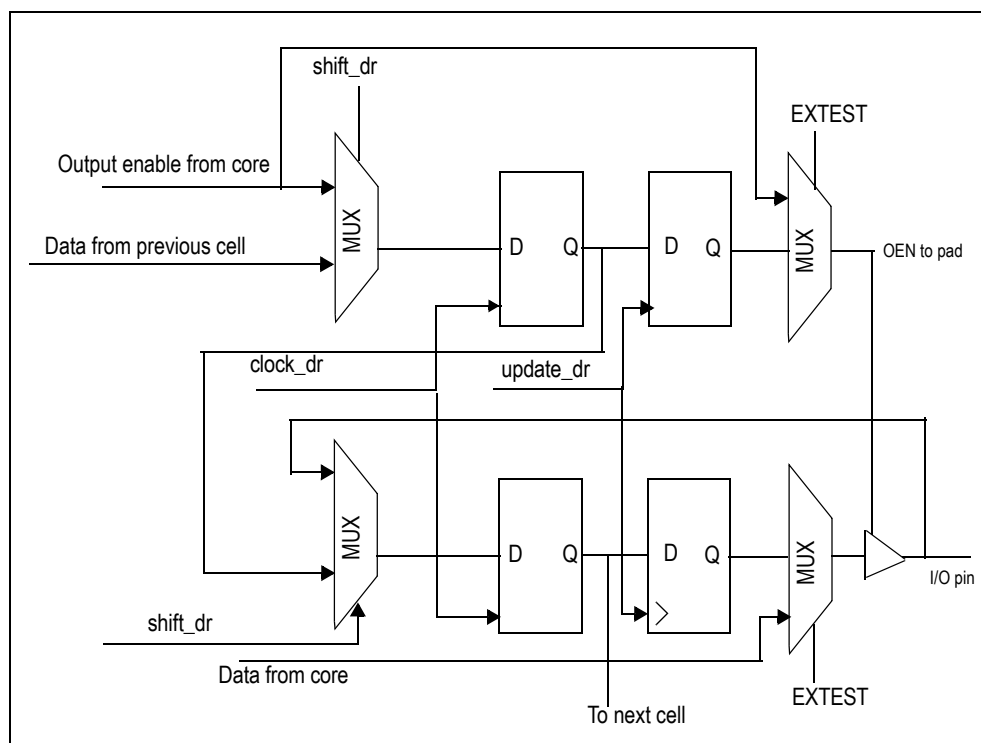 shift_dr
EXTEST
Output enable from core
MUX
D Q
D Q
MUX
Data from previous cell
OEN to pad
clock_dr
update_dr
MUX
D Q
D Q
MUX
I/O pin
shift_dr
Data from core
EXTEST
To next cell